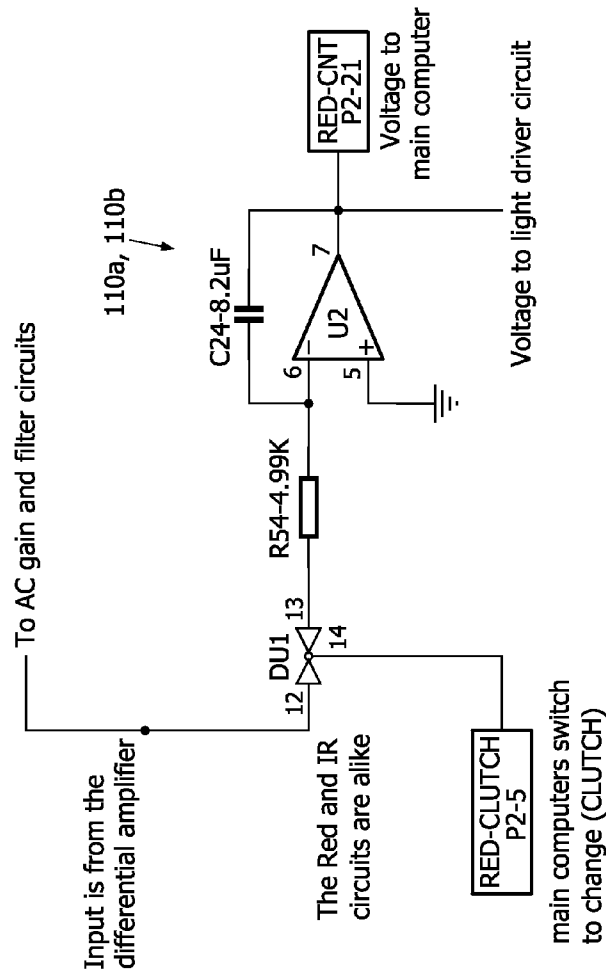 To AC gain and filter circuits
Input is from the
differential amplifier
110a, 110b
The Red and IR
circuits are alike
12
DU1
13
14
R54-4.99K
C24-8.2uF
6
5
−
+
U2
7
RED-CNT
P2-21
Voltage to
main computer
RED-CLUTCH
P2-5
main computers switch
to change (CLUTCH)
Voltage to light driver circuit